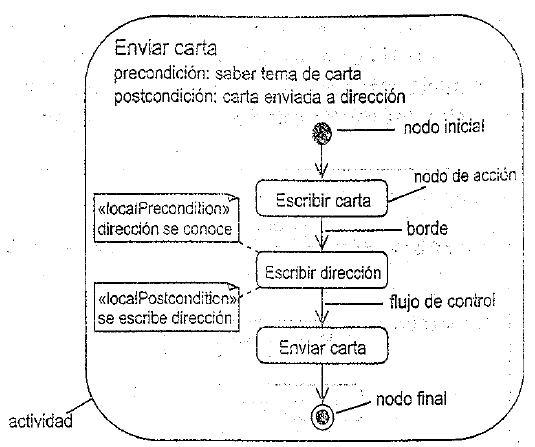 Enviar carta
precondición: saber tema de carta
postcondición: carta enviada a dirección
nodo inicial
nodo de acción
Escribir carta
«localPrecondition»
dirección se conoce
borde
Escribir dirección
«localPostcondition»
se escribe dirección
flujo de control
Enviar carta
nodo final
actividad